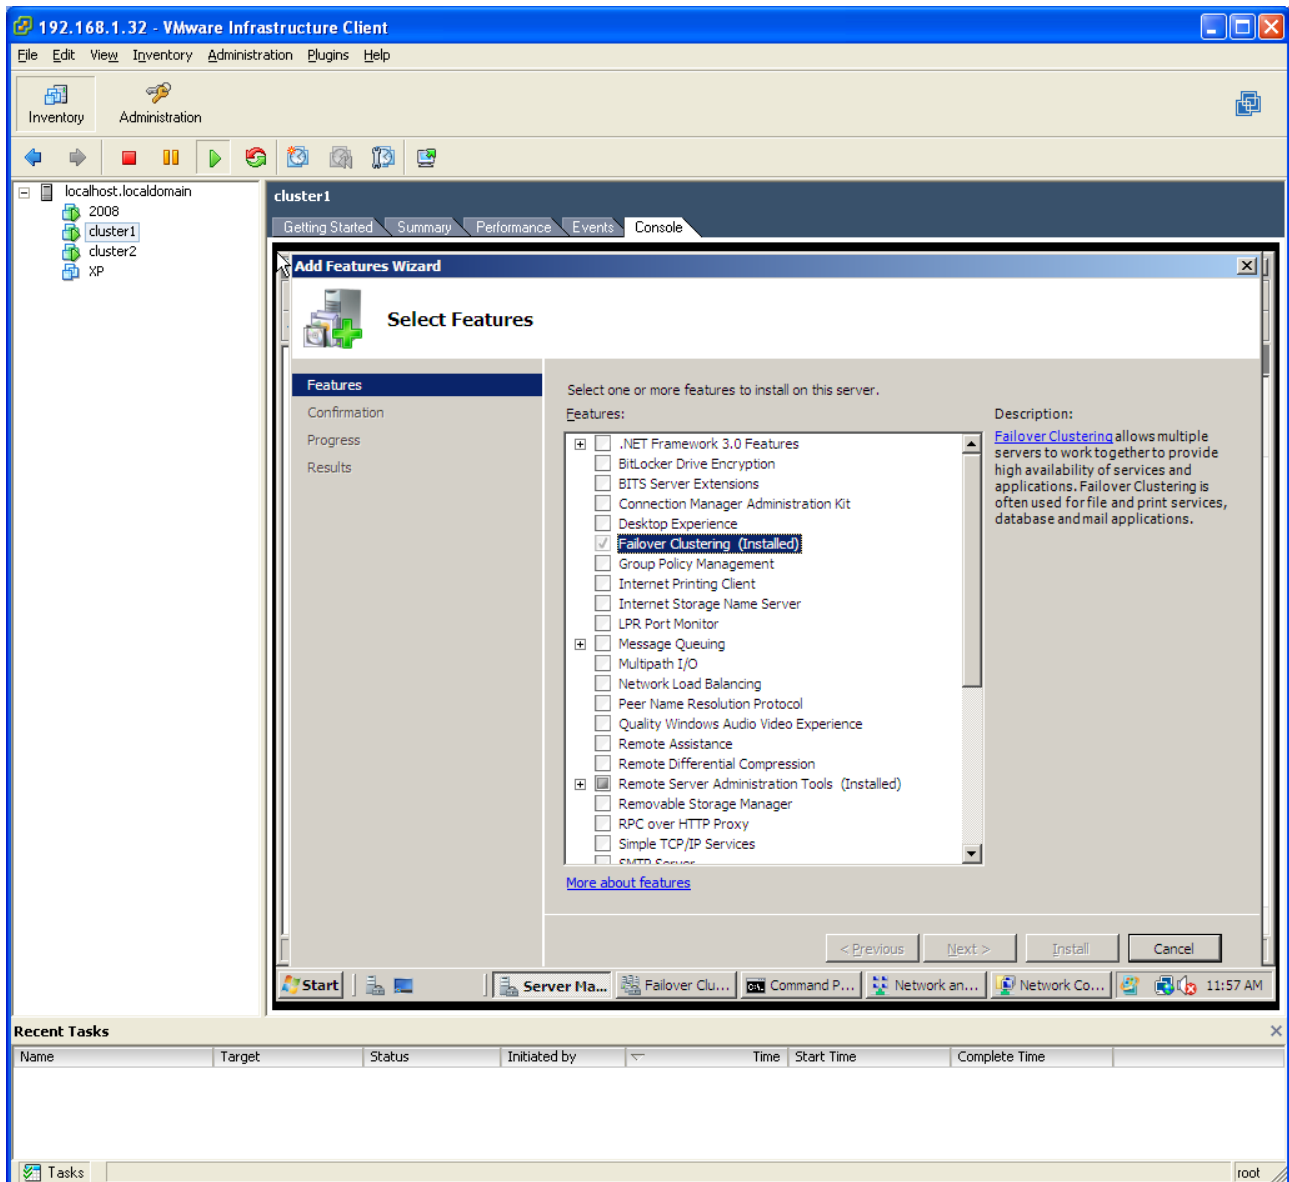 192.168.1.32 - VMware Infrastructure Client
File Edit View Inventory Administration Plugins Help
Inventory Administration
localhost.localdomain
2008
cluster1
cluster2
XP
cluster1
Getting Started Summary Performance Events Console
Add Features Wizard
Select Features
Features
Confirmation
Progress
Results
Select one or more features to install on this server.
Features:
.NET Framework 3.0 Features
BitLocker Drive Encryption
BITS Server Extensions
Connection Manager Administration Kit
Desktop Experience
Failover Clustering (Installed)
Group Policy Management
Internet Printing Client
Internet Storage Name Server
LPR Port Monitor
Message Queuing
Multipath I/O
Network Load Balancing
Peer Name Resolution Protocol
Quality Windows Audio Video Experience
Remote Assistance
Remote Differential Compression
Remote Server Administration Tools (Installed)
Removable Storage Manager
RPC over HTTP Proxy
Simple TCP/IP Services
SMTP Server
More about features
Description:
Failover Clustering allows multiple
servers to work together to provide
high availability of services and
applications. Failover Clustering is
often used for file and print services,
database and mail applications.
< Previous Next > Install Cancel
Start Server Ma... Failover Clu... Command P... Network an... Network Co... 11:57 AM
Recent Tasks
Name Target Status Initiated by Time Start Time Complete Time
Tasks root